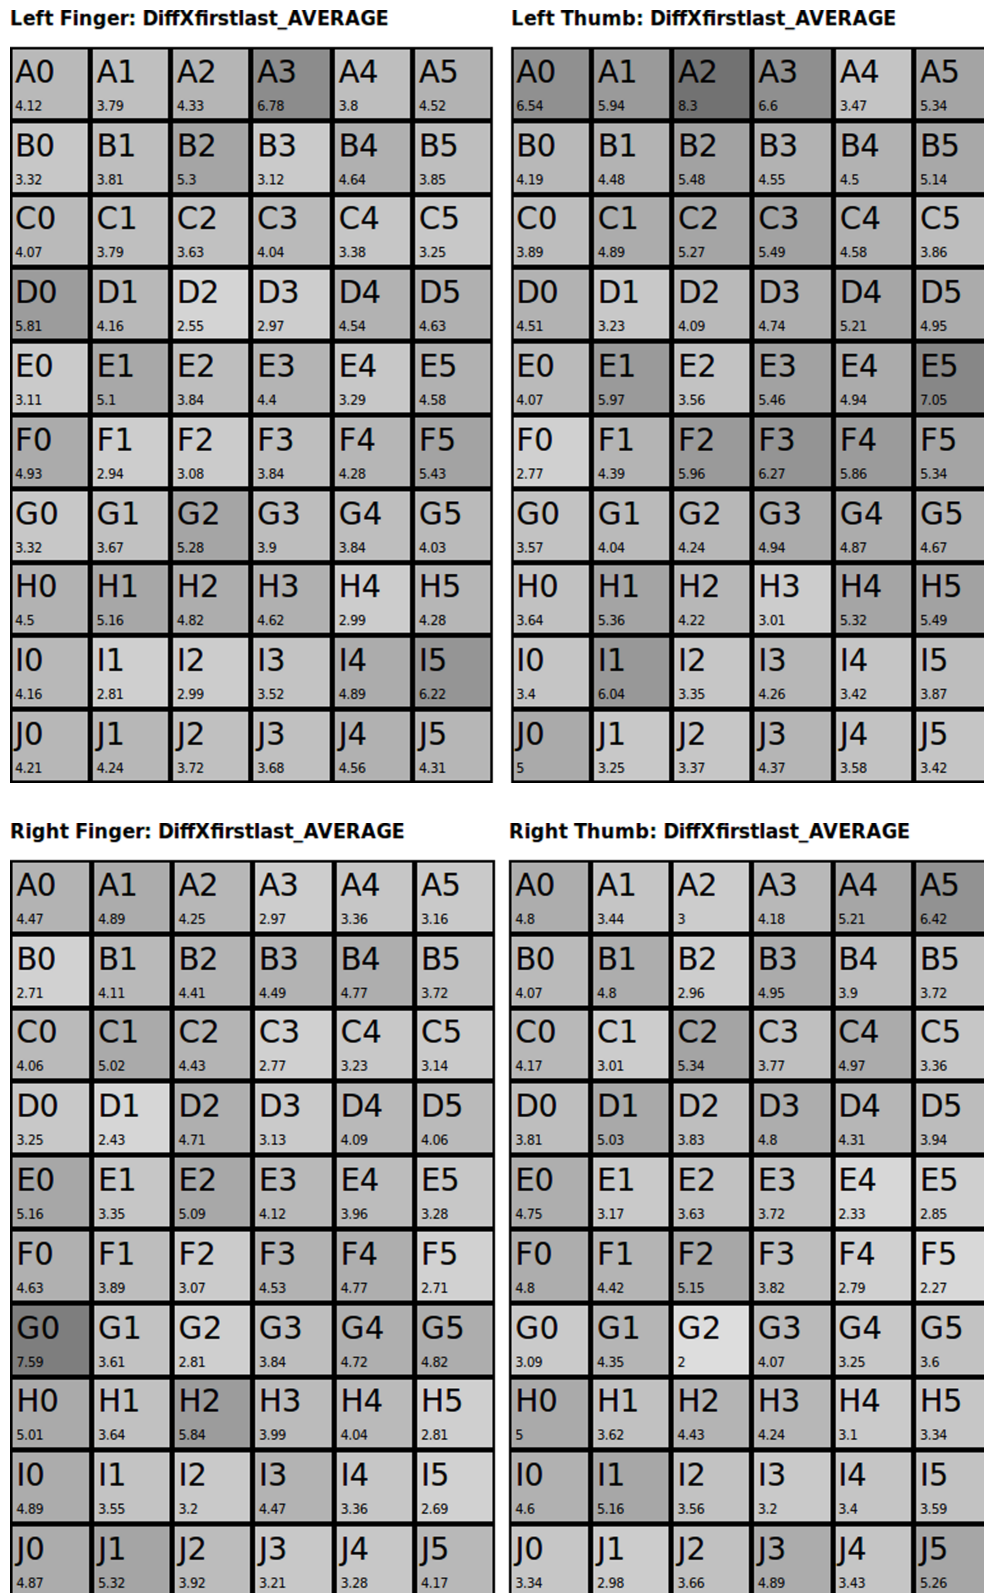 Left Finger: DiffXfirstlast_AVERAGE
A0 A1 A2 A3 A4 A5
4.12 3.79 4.33 6.78 3.8 4.52
B0 B1 B2 B3 B4 B5
3.32 3.81 5.3 3.12 4.64 3.85
C0 C1 C2 C3 C4 C5
4.07 3.79 3.63 4.04 3.38 3.25
D0 D1 D2 D3 D4 D5
5.81 4.16 2.55 2.97 4.54 4.63
E0 E1 E2 E3 E4 E5
3.11 5.1 3.84 4.4 3.29 4.58
F0 F1 F2 F3 F4 F5
4.93 2.94 3.08 3.84 4.28 5.43
G0 G1 G2 G3 G4 G5
3.32 3.67 5.28 3.9 3.84 4.03
H0 H1 H2 H3 H4 H5
4.5 5.16 4.82 4.62 2.99 4.28
I0 I1 I2 I3 I4 I5
4.16 2.81 2.99 3.52 4.89 6.22
J0 J1 J2 J3 J4 J5
4.21 4.24 3.72 3.68 4.56 4.31
Left Thumb: DiffXfirstlast_AVERAGE
A0 A1 A2 A3 A4 A5
6.54 5.94 8.3 6.6 3.47 5.34
B0 B1 B2 B3 B4 B5
4.19 4.48 5.48 4.55 4.5 5.14
C0 C1 C2 C3 C4 C5
3.89 4.89 5.27 5.49 4.58 3.86
D0 D1 D2 D3 D4 D5
4.51 3.23 4.09 4.74 5.21 4.95
E0 E1 E2 E3 E4 E5
4.07 5.97 3.56 5.46 4.94 7.05
F0 F1 F2 F3 F4 F5
2.77 4.39 5.96 6.27 5.86 5.34
G0 G1 G2 G3 G4 G5
3.57 4.04 4.24 4.94 4.87 4.67
H0 H1 H2 H3 H4 H5
3.64 5.36 4.22 3.01 5.32 5.49
I0 I1 I2 I3 I4 I5
3.4 6.04 3.35 4.26 3.42 3.87
J0 J1 J2 J3 J4 J5
5 3.25 3.37 4.37 3.58 3.42
Right Finger: DiffXfirstlast_AVERAGE
A0 A1 A2 A3 A4 A5
4.47 4.89 4.25 2.97 3.36 3.16
B0 B1 B2 B3 B4 B5
2.71 4.11 4.41 4.49 4.77 3.72
C0 C1 C2 C3 C4 C5
4.06 5.02 4.43 2.77 3.23 3.14
D0 D1 D2 D3 D4 D5
3.25 2.43 4.71 3.13 4.09 4.06
E0 E1 E2 E3 E4 E5
5.16 3.35 5.09 4.12 3.96 3.28
F0 F1 F2 F3 F4 F5
4.63 3.89 3.07 4.53 4.77 2.71
G0 G1 G2 G3 G4 G5
7.59 3.61 2.81 3.84 4.72 4.82
H0 H1 H2 H3 H4 H5
5.01 3.64 5.84 3.99 4.04 2.81
I0 I1 I2 I3 I4 I5
4.89 3.55 3.2 4.47 3.36 2.69
J0 J1 J2 J3 J4 J5
4.87 5.32 3.92 3.21 3.28 4.17
Right Thumb: DiffXfirstlast_AVERAGE
A0 A1 A2 A3 A4 A5
4.8 3.44 3 4.18 5.21 6.42
B0 B1 B2 B3 B4 B5
4.07 4.8 2.96 4.95 3.9 3.72
C0 C1 C2 C3 C4 C5
4.17 3.01 5.34 3.77 4.97 3.36
D0 D1 D2 D3 D4 D5
3.81 5.03 3.83 4.8 4.31 3.94
E0 E1 E2 E3 E4 E5
4.75 3.17 3.63 3.72 2.33 2.85
F0 F1 F2 F3 F4 F5
4.8 4.42 5.15 3.82 2.79 2.27
G0 G1 G2 G3 G4 G5
3.09 4.35 2 4.07 3.25 3.6
H0 H1 H2 H3 H4 H5
5 3.62 4.43 4.24 3.1 3.34
I0 I1 I2 I3 I4 I5
4.6 5.16 3.56 3.2 3.4 3.59
J0 J1 J2 J3 J4 J5
3.34 2.98 3.66 4.89 3.43 5.26